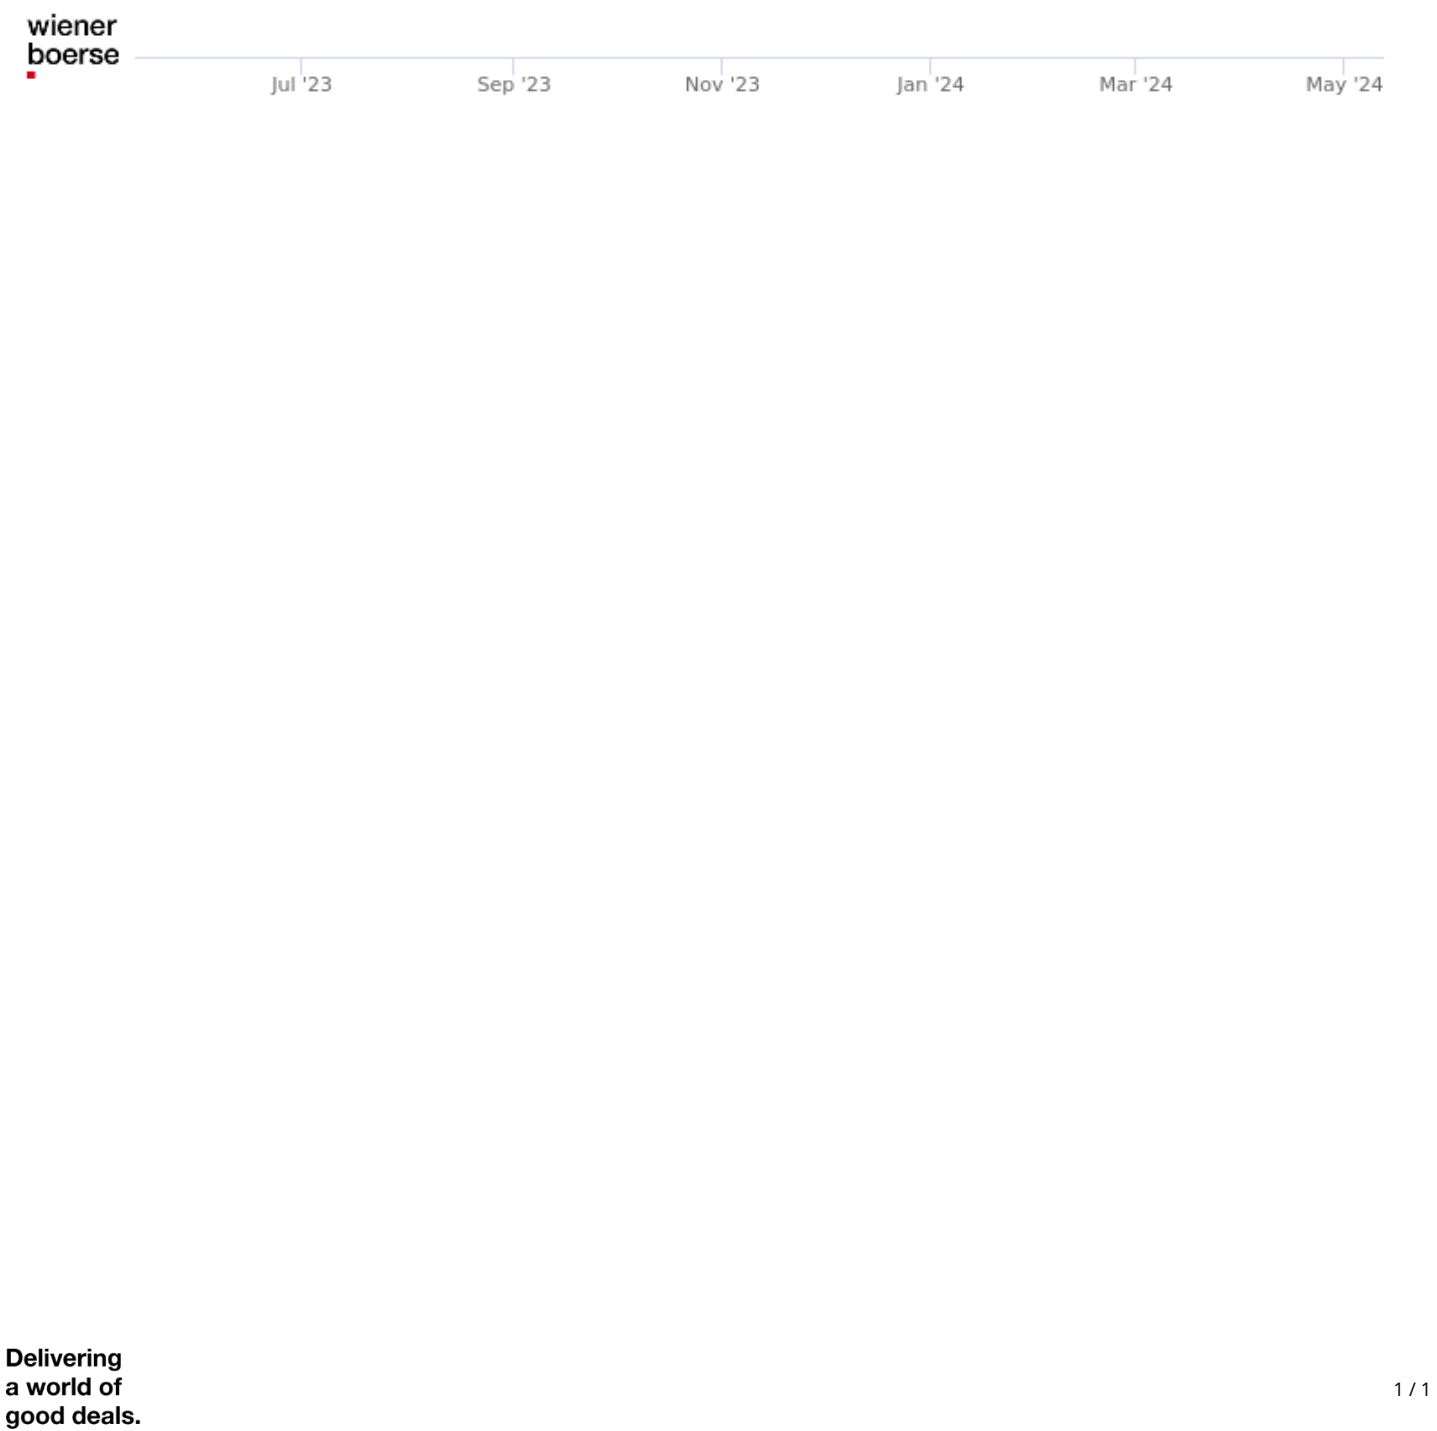 wiener
boerse
Jul '23 Sep '23 Nov '23 Jan '24 Mar '24 May '24
Delivering
a world of
good deals.
1 / 1